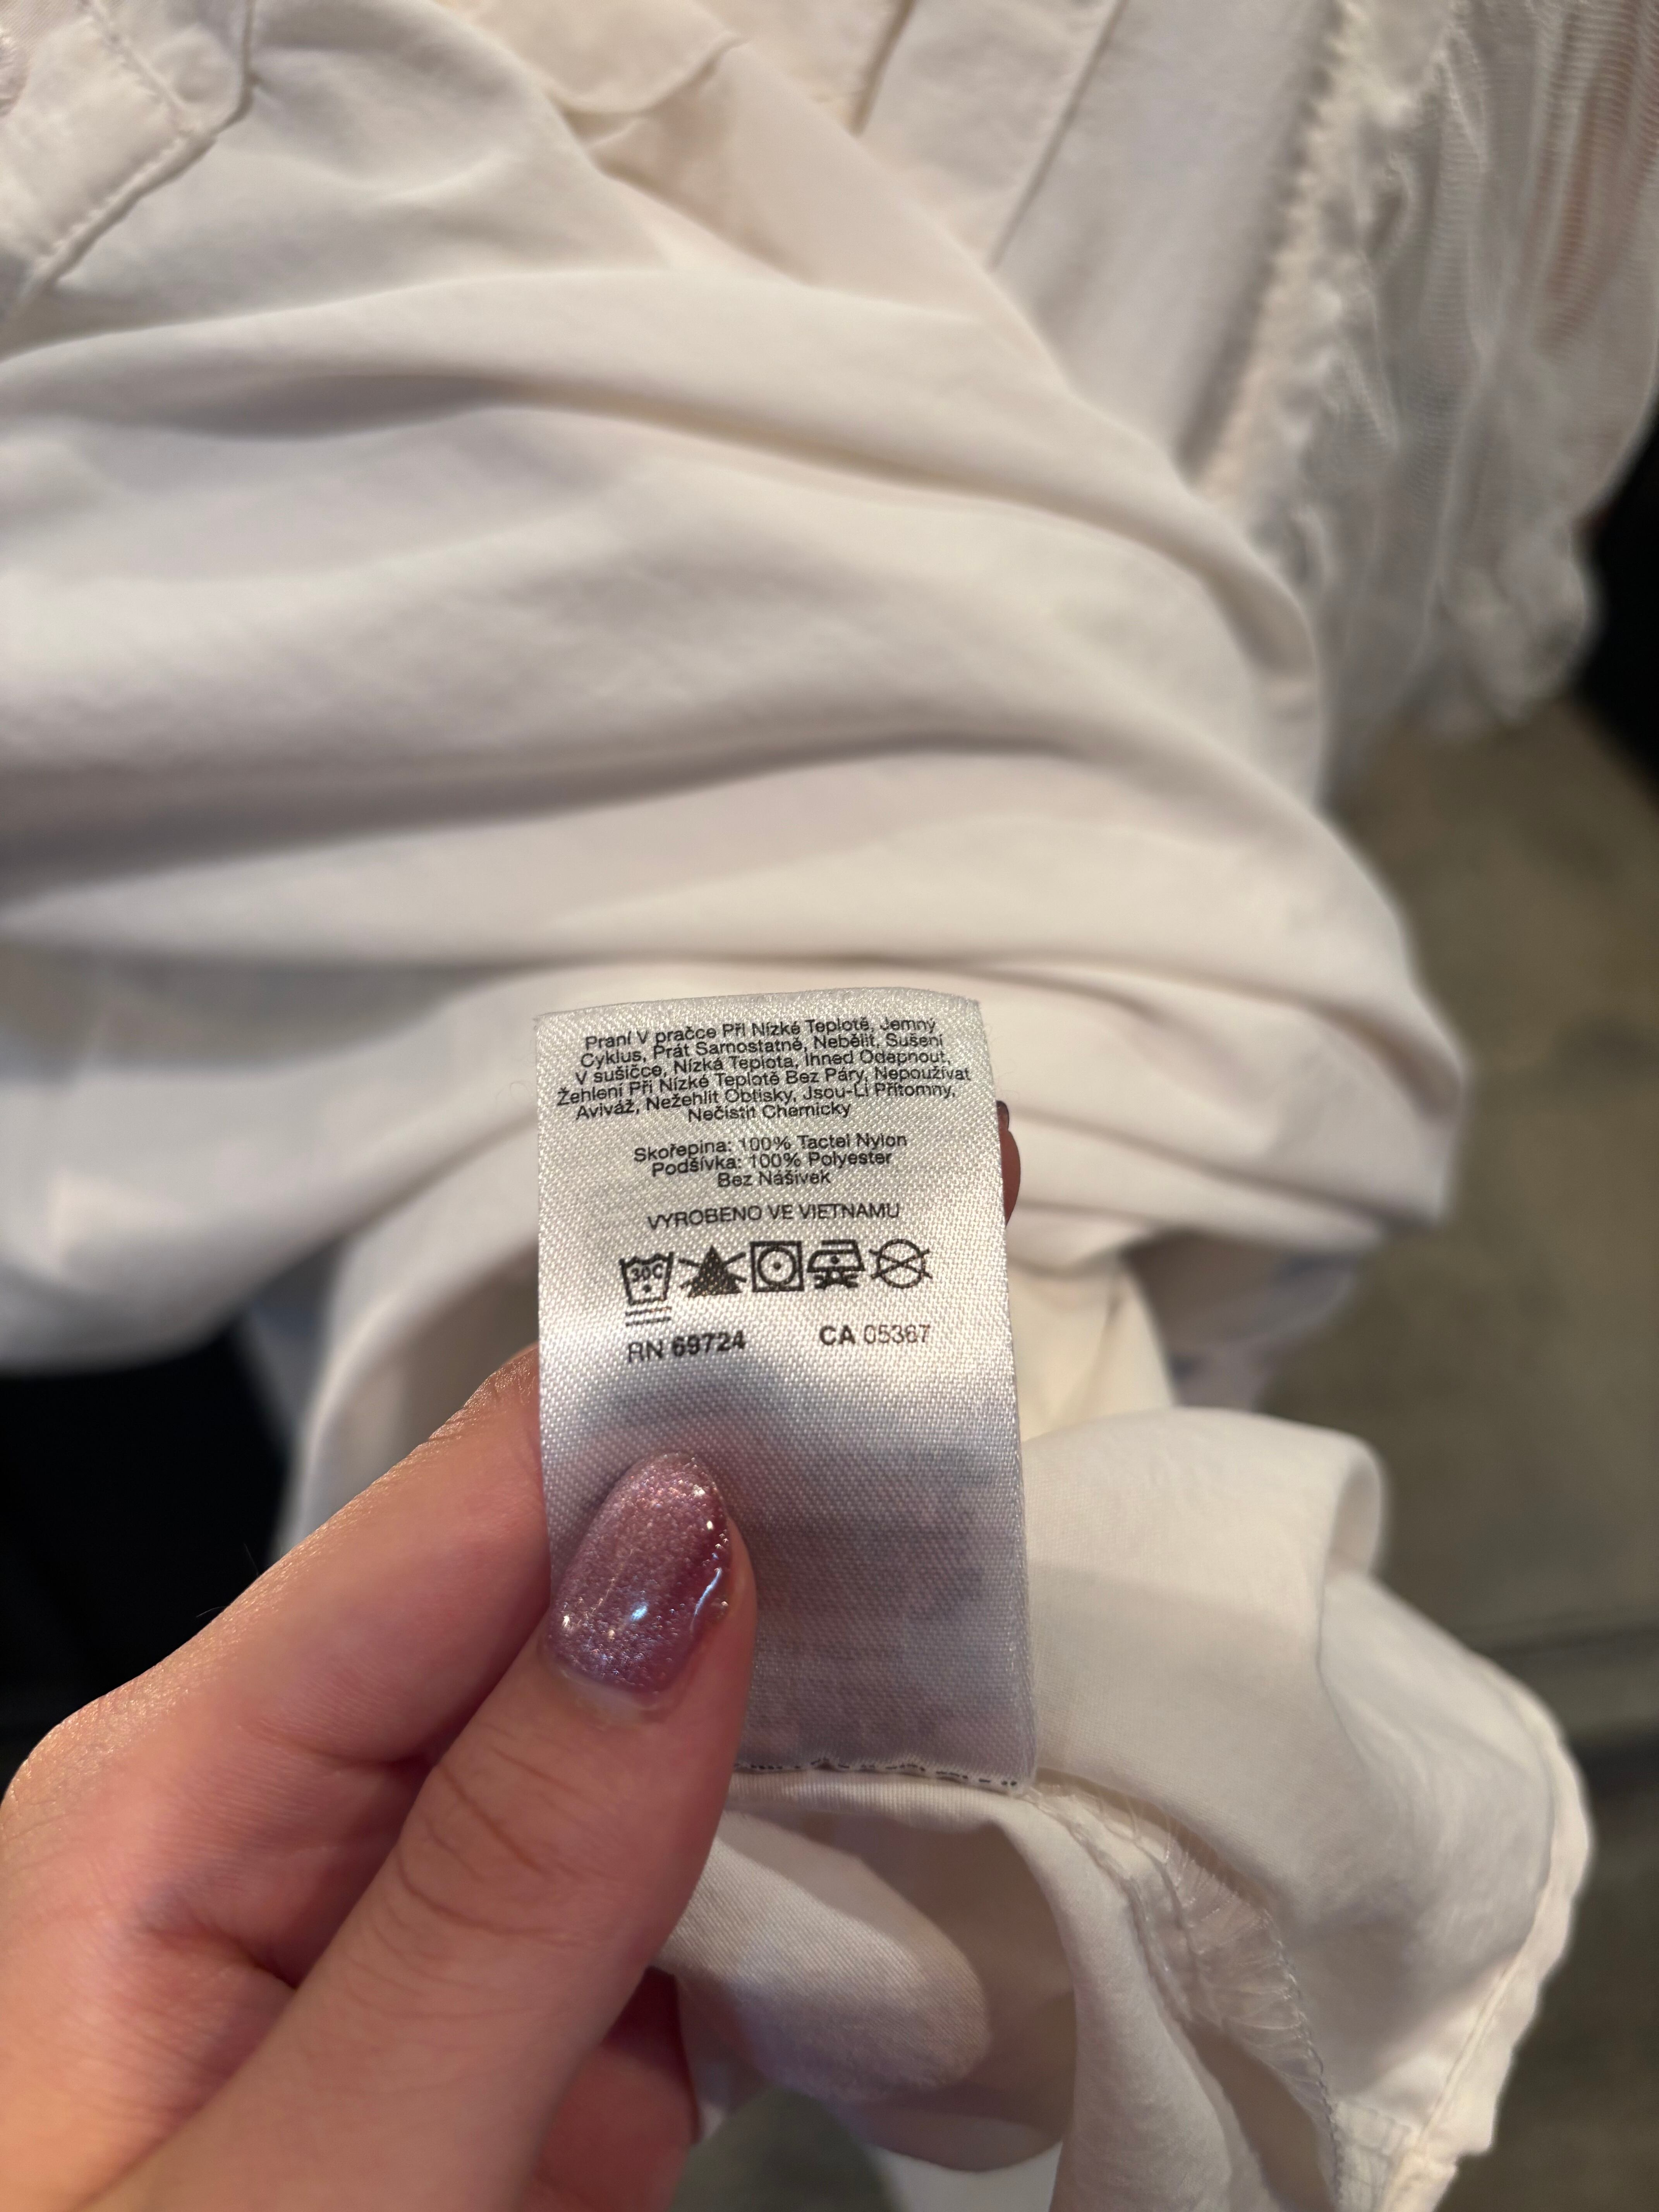 Praní V pračce Při Nízké Teplotě, Jemný
Cyklus, Prát Samostatně, Nebělit, Sušení
V sušičce, Nízká Teplota, Ihned Odepnout,
Žehlení Při Nízké Teplotě Bez Páry, Nepoužívat
Aviváž, Nežehlit Obtisky, Jsou-Li Přítomny,
Nečistit Chemicky
Skořepina: 100% Tactel Nylon
Podšívka: 100% Polyester
Bez Nášivek
VYROBENO VE VIETNAMU
30C
RN 69724 CA 05367